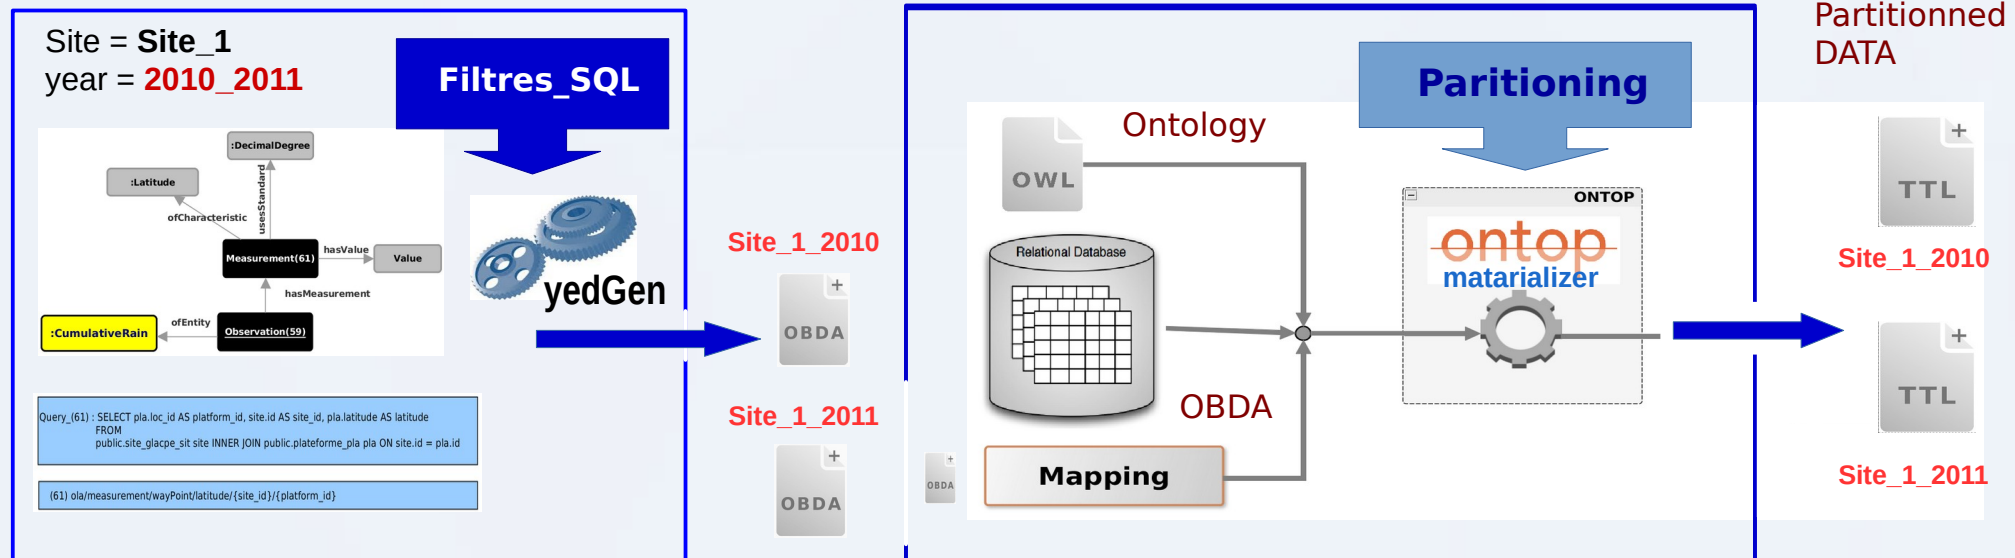 Site = Site_1
year = 2010_2011
Filtres_SQL
:DecimalDegree
:Latitude
usesStandard
ofCharacteristic
Measurement(61)
hasValue
Value
hasMeasurement
:CumulativeRain
ofEntity
Observation(59)
yedGen
Query_(61) : SELECT pla.loc_id AS platform_id, site.id AS site_id, pla.latitude AS latitude
FROM
public.site_glacpe_sit site INNER JOIN public.plateforme_pla pla ON site.id = pla.id
(61) ola/measurement/wayPoint/latitude/{site_id}/{platform_id}
Site_1_2010
+
OBDA
Site_1_2011
+
OBDA
+
OBDA
Ontology
OWL
Relational Database
OBDA
Mapping
Paritioning
ONTOP
ontop
matarializer
Partitionned
DATA
+
TTL
Site_1_2010
+
TTL
Site_1_2011